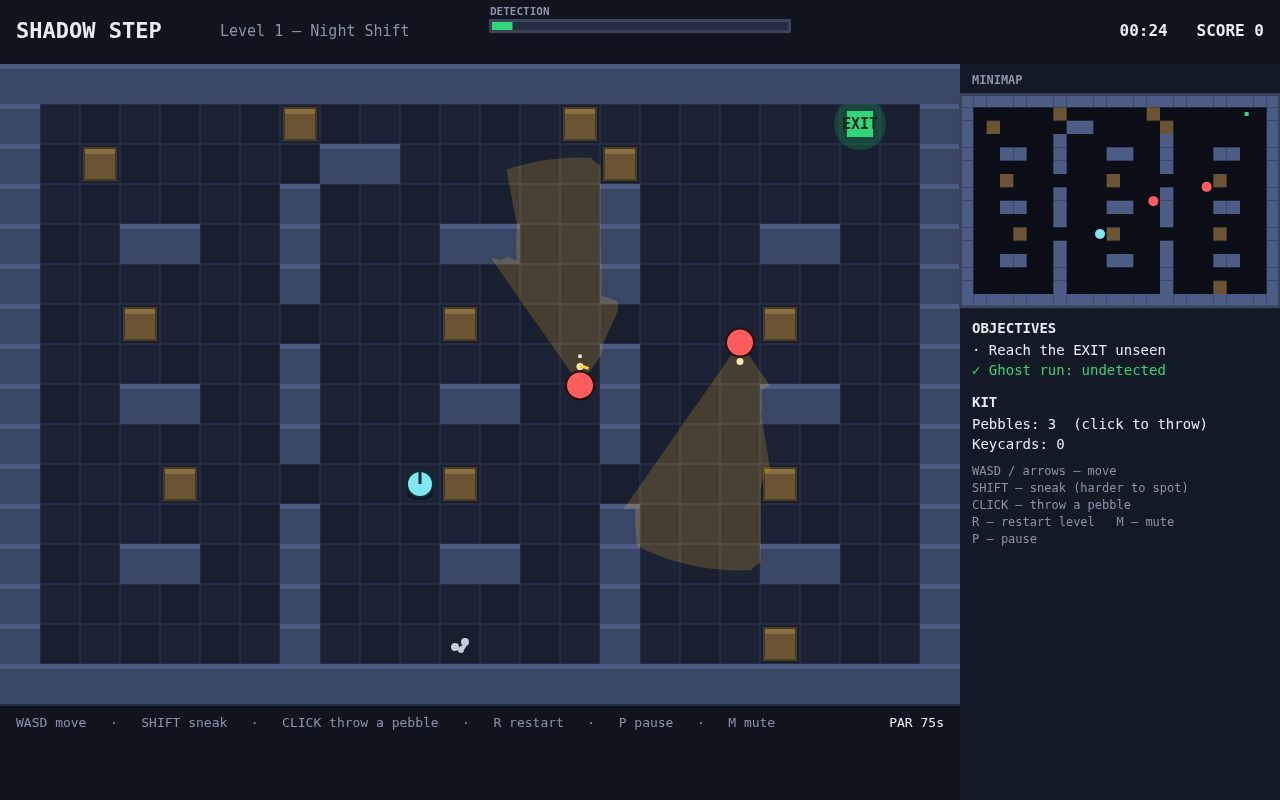 SHADOW STEP
Level 1 — Night Shift
DETECTION
00:24
SCORE 0
MINIMAP
EXIT
OBJECTIVES
· Reach the EXIT unseen
✓ Ghost run: undetected
KIT
Pebbles: 3 (click to throw)
Keycards: 0
WASD / arrows — move
SHIFT — sneak (harder to spot)
CLICK — throw a pebble
R — restart level M — mute
P — pause
WASD move · SHIFT sneak · CLICK throw a pebble · R restart · P pause · M mute
PAR 75s